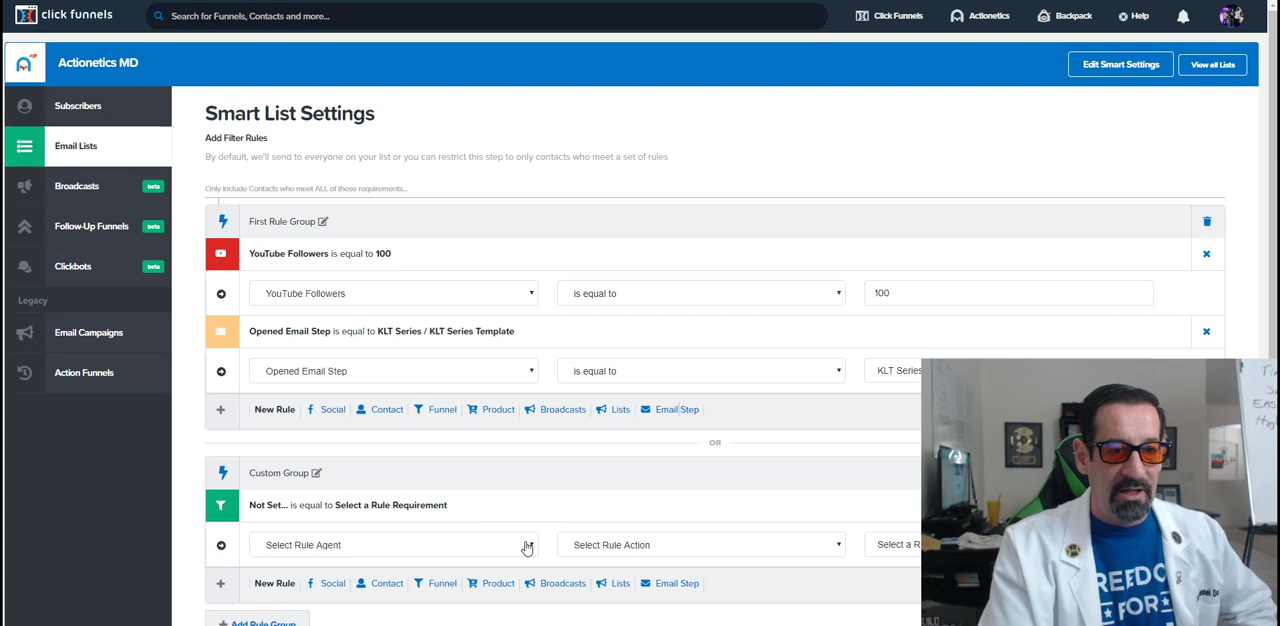 click funnels
Search for Funnels, Contacts and more...
Click Funnels
Actionetics
Backpack
Help
Actionetics MD
Edit Smart Settings
View all Lists
Subscribers
Email Lists
Broadcasts
beta
Follow-Up Funnels
beta
Clickbots
beta
Legacy
Email Campaigns
Action Funnels
Smart List Settings
Add Filter Rules
By default, we'll send to everyone on your list or you can restrict this step to only contacts who meet a set of rules
Only Include Contacts who meet ALL of these requirements...
First Rule Group
YouTube Followers is equal to 100
YouTube Followers
is equal to
100
Opened Email Step is equal to KLT Series / KLT Series Template
Opened Email Step
is equal to
KLT Series
New Rule
Social
Contact
Funnel
Product
Broadcasts
Lists
Email Step
OR
Custom Group
Not Set... is equal to Select a Rule Requirement
Select Rule Agent
Select Rule Action
Select a R
New Rule
Social
Contact
Funnel
Product
Broadcasts
Lists
Email Step
Add Rule Group
REEDO
FOR